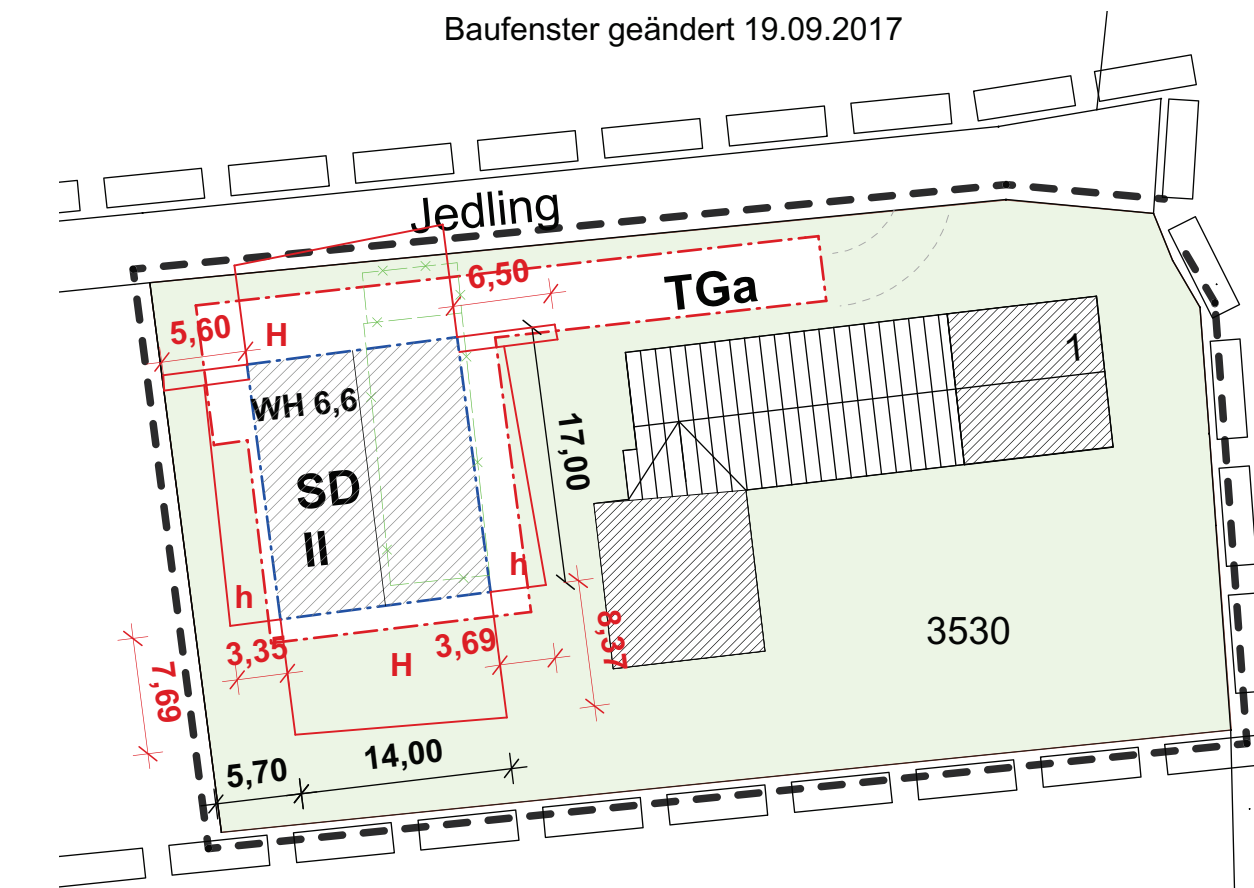 Baufenster geändert 19.09.2017
Jedling
6,50
TGa
5,60
H
1
WH 6,6
17,00
SD
II
h
h
8,37
3530
3,35
3,69
H
7,69
14,00
5,70